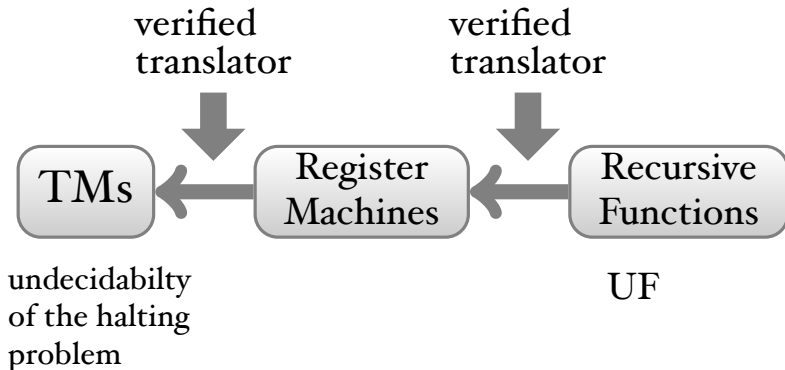 verified
translator
verified
translator
TMs
Register
Machines
Recursive
Functions
undecidabilty
of the halting
problem
UF